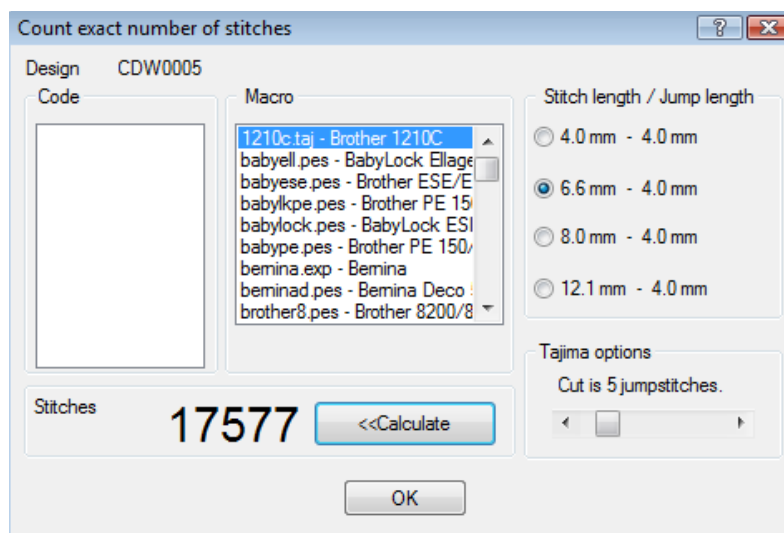 Count exact number of stitches
Design CDW0005
Code
Macro
1210c.taj - Brother 1210C
babyell.pes - BabyLock Ellage
babyese.pes - Brother ESE/E
babylkpe.pes - Brother PE 15
babylock.pes - BabyLock ESI
babype.pes - Brother PE 150/
bernina.exp - Bernina
berninad.pes - Bernina Deco
brother8.pes - Brother 8200/8
Stitch length / Jump length
4.0 mm - 4.0 mm
6.6 mm - 4.0 mm
8.0 mm - 4.0 mm
12.1 mm - 4.0 mm
Tajima options
Cut is 5 jumpstitches.
Stitches 17577 <<Calculate
OK